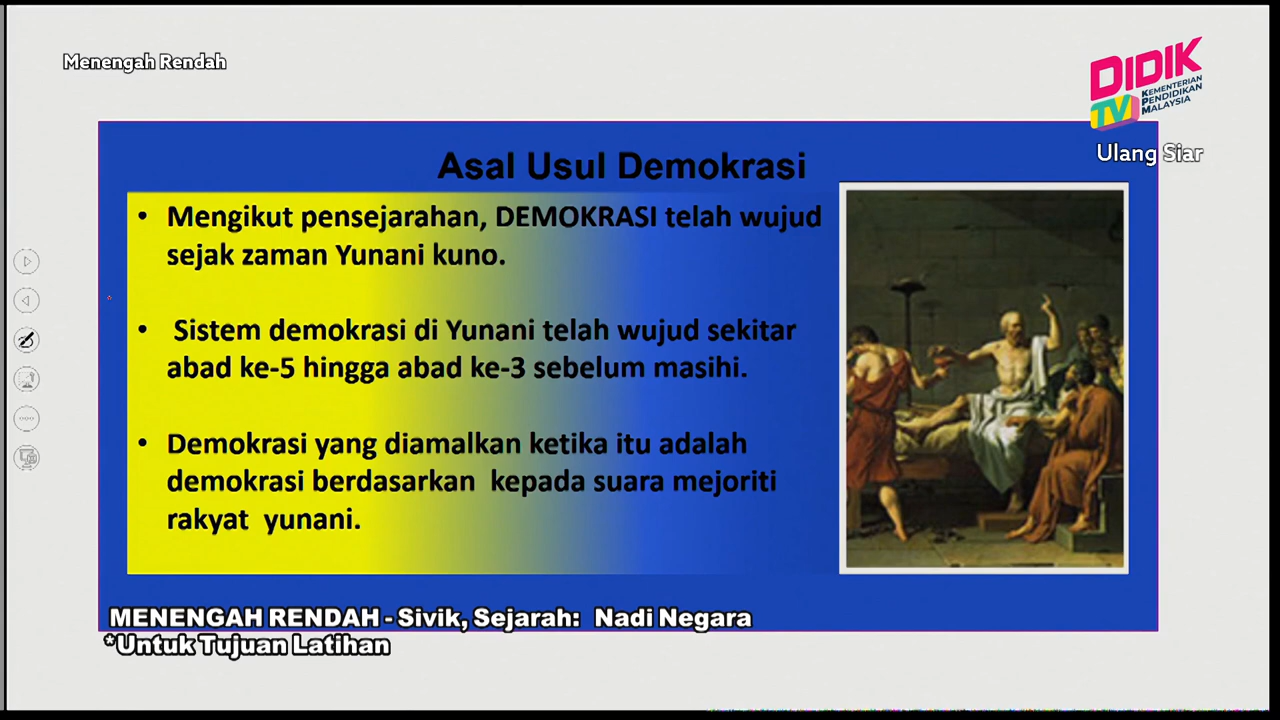 Menengah Rendah
DIDIK
TV
KEMENTERIAN
PENDIDIKAN
MALAYSIA
Ulang Siar
Asal Usul Demokrasi
• Mengikut pensejarahan, DEMOKRASI telah wujud
sejak zaman Yunani kuno.
• Sistem demokrasi di Yunani telah wujud sekitar
abad ke-5 hingga abad ke-3 sebelum masihi.
• Demokrasi yang diamalkan ketika itu adalah
demokrasi berdasarkan kepada suara mejoriti
rakyat yunani.
MENENGAH RENDAH - Sivik, Sejarah: Nadi Negara
*Untuk Tujuan Latihan